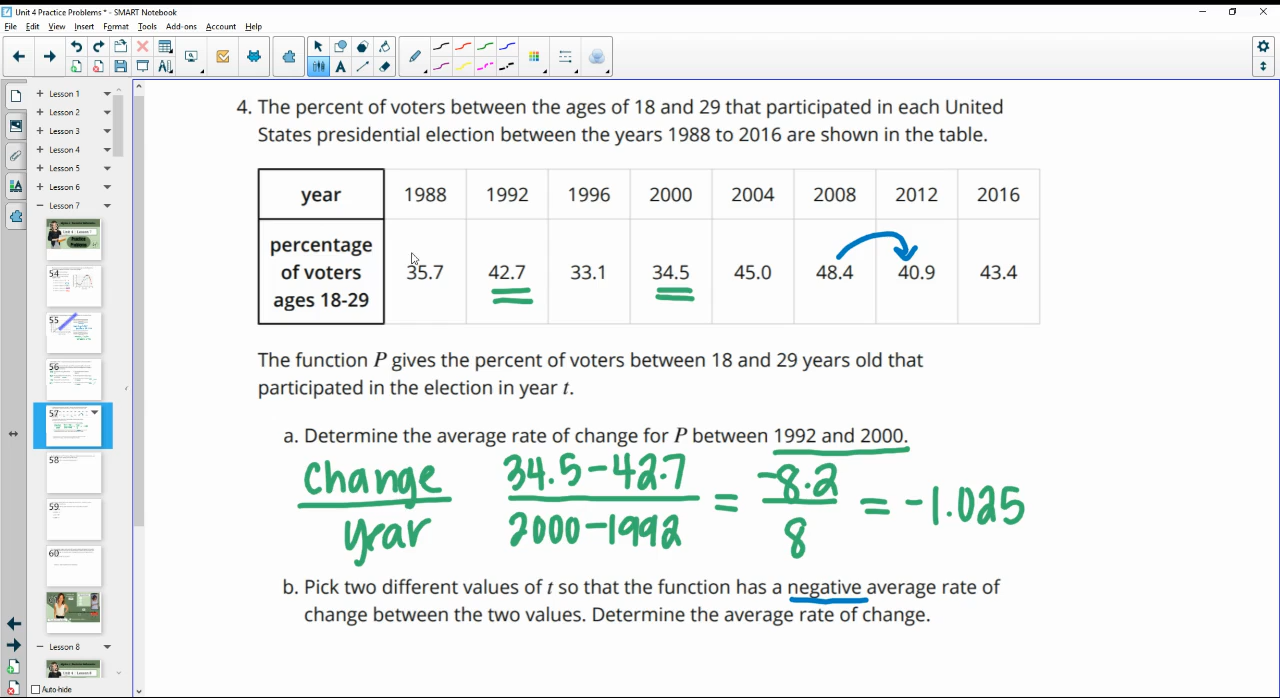 Unit 4 Practice Problems * - SMART Notebook
File Edit View Insert Format Tools Add-ons Account Help
Lesson 1
Lesson 2
Lesson 3
Lesson 4
Lesson 5
Lesson 6
Lesson 7
54
55
56
57
58
59
60
Lesson 8
Auto-hide
4. The percent of voters between the ages of 18 and 29 that participated in each United
States presidential election between the years 1988 to 2016 are shown in the table.
year 1988 1992 1996 2000 2004 2008 2012 2016
percentage
of voters
ages 18-29
35.7 42.7 33.1 34.5 45.0 48.4 40.9 43.4
The function P gives the percent of voters between 18 and 29 years old that
participated in the election in year t.
a. Determine the average rate of change for P between 1992 and 2000.
change
year
34.5-42.7
2000-1992
=
-8.2
8
= -1.025
b. Pick two different values of t so that the function has a negative average rate of
change between the two values. Determine the average rate of change.